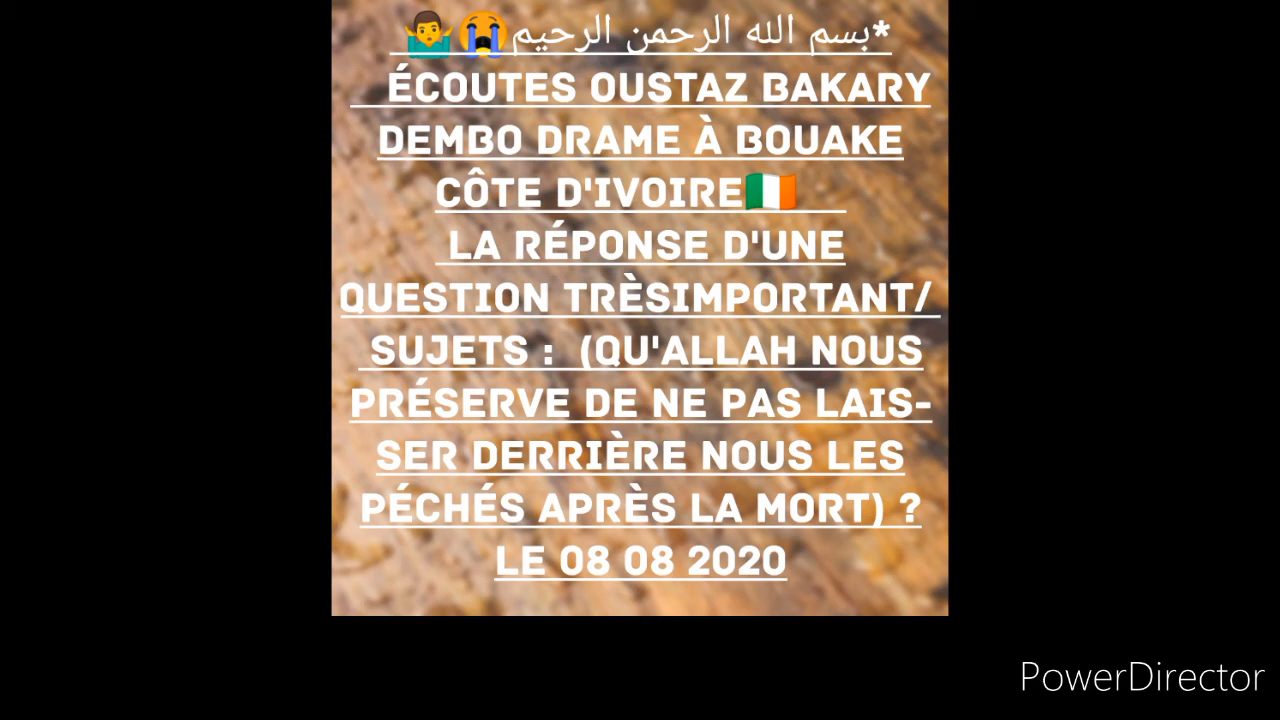 *بسم الله الرحمن الرحيم😭🤷‍♂️
ÉCOUTES OUSTAZ BAKARY
DEMBO DRAME À BOUAKE
CÔTE D'IVOIRE🇮🇪
LA RÉPONSE D'UNE
QUESTION TRÈSIMPORTANT/
SUJETS : (QU'ALLAH NOUS
PRÉSERVE DE NE PAS LAIS-
SER DERRIÈRE NOUS LES
PÉCHÉS APRÈS LA MORT) ?
LE 08 08 2020
PowerDirector